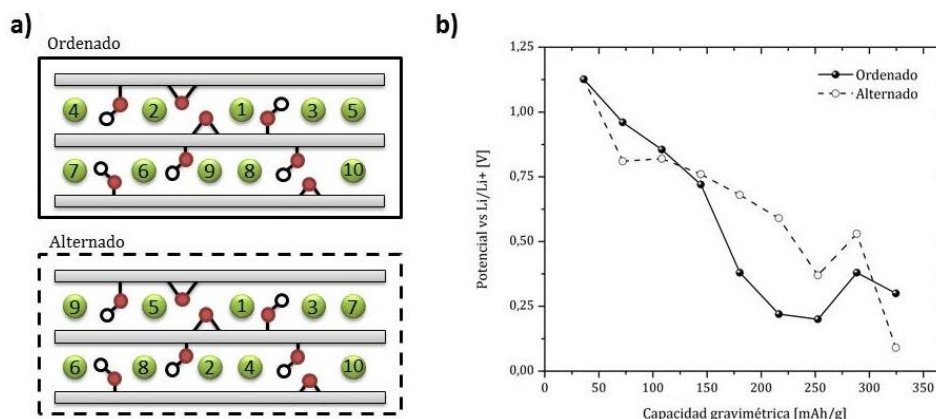 a)
Ordenado
4 2 1 3 5
7 6 9 8 10
Alternado
9 5 1 3 7
6 8 2 4 10
b)
1,25
1,00
0,75
0,50
0,25
0,00
Potencial vs Li/Li+ [V]
Ordenado
Alternado
0 50 100 150 200 250 300 350
Capacidad gravimétrica [mAh/g]